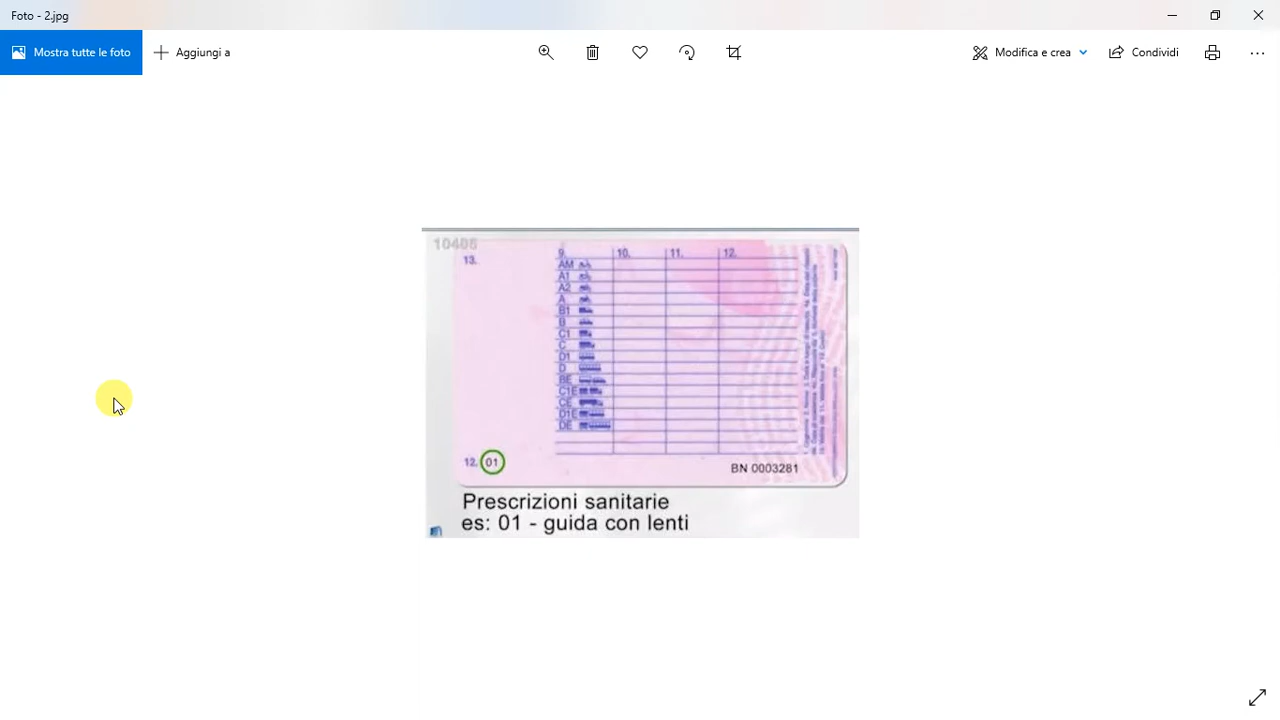 Foto - 2.jpg
Mostra tutte le foto
Aggiungi a
Modifica e crea
Condividi
10406
13.
9. 10. 11. 12.
AM
A1
A2
A
B1
B
C1
C
D1
D
BE
C1E
CE
D1E
DE
12. 01
BN 0003281
Prescrizioni sanitarie
es: 01 - guida con lenti